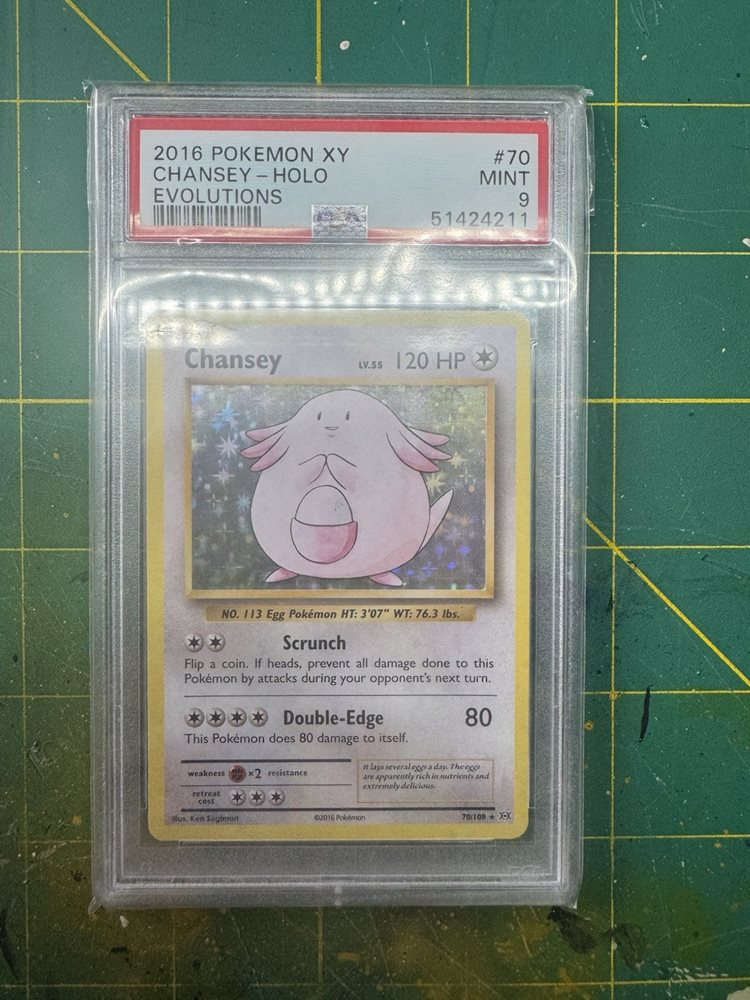 2016 POKEMON XY #70
CHANSEY - HOLO MINT
EVOLUTIONS 9
51424211
Chansey LV.55 120 HP
NO. 113 Egg Pokémon HT: 3'07" WT: 76.3 lbs.
Scrunch
Flip a coin. If heads, prevent all damage done to this
Pokémon by attacks during your opponent's next turn.
Double-Edge 80
This Pokémon does 80 damage to itself.
weakness ×2 resistance
retreat
cost
It lays several eggs a day. The eggs
are apparently rich in nutrients and
extremely delicious.
Illus. Ken Sugimori ©2016 Pokémon 70/108 ★